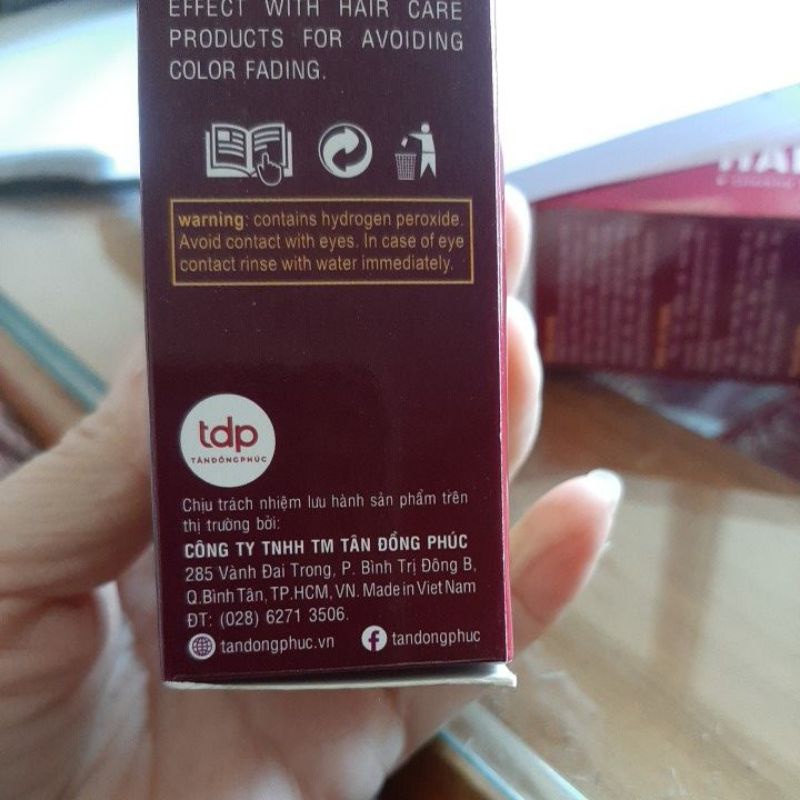 EFFECT WITH HAIR CARE
PRODUCTS FOR AVOIDING
COLOR FADING.
warning: contains hydrogen peroxide.
Avoid contact with eyes. In case of eye
contact rinse with water immediately.
tdp
TÂNĐỒNGPHÚC
Chịu trách nhiệm lưu hành sản phẩm trên
thị trường bởi:
CÔNG TY TNHH TM TÂN ĐỒNG PHÚC
285 Vành Đai Trong, P. Bình Trị Đông B,
Q.Bình Tân, TP.HCM, VN. Made in Viet Nam
ĐT: (028) 6271 3506.
tandongphuc.vn
tandongphuc